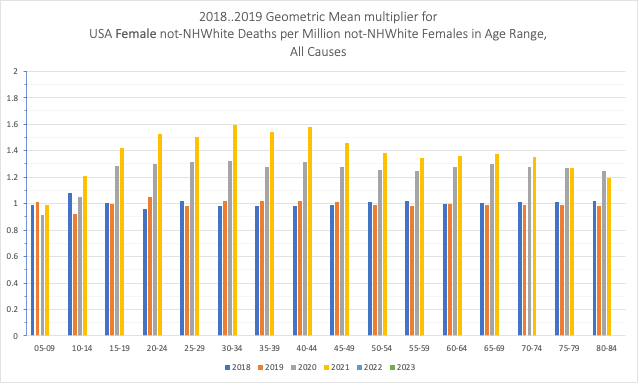 2018..2019 Geometric Mean multiplier for
USA Female not-NHWhite Deaths per Million not-NHWhite Females in Age Range,
All Causes
2
1.8
1.6
1.4
1.2
1
0.8
0.6
0.4
0.2
0
05-09 10-14 15-19 20-24 25-29 30-34 35-39 40-44 45-49 50-54 55-59 60-64 65-69 70-74 75-79 80-84
2018 2019 2020 2021 2022 2023